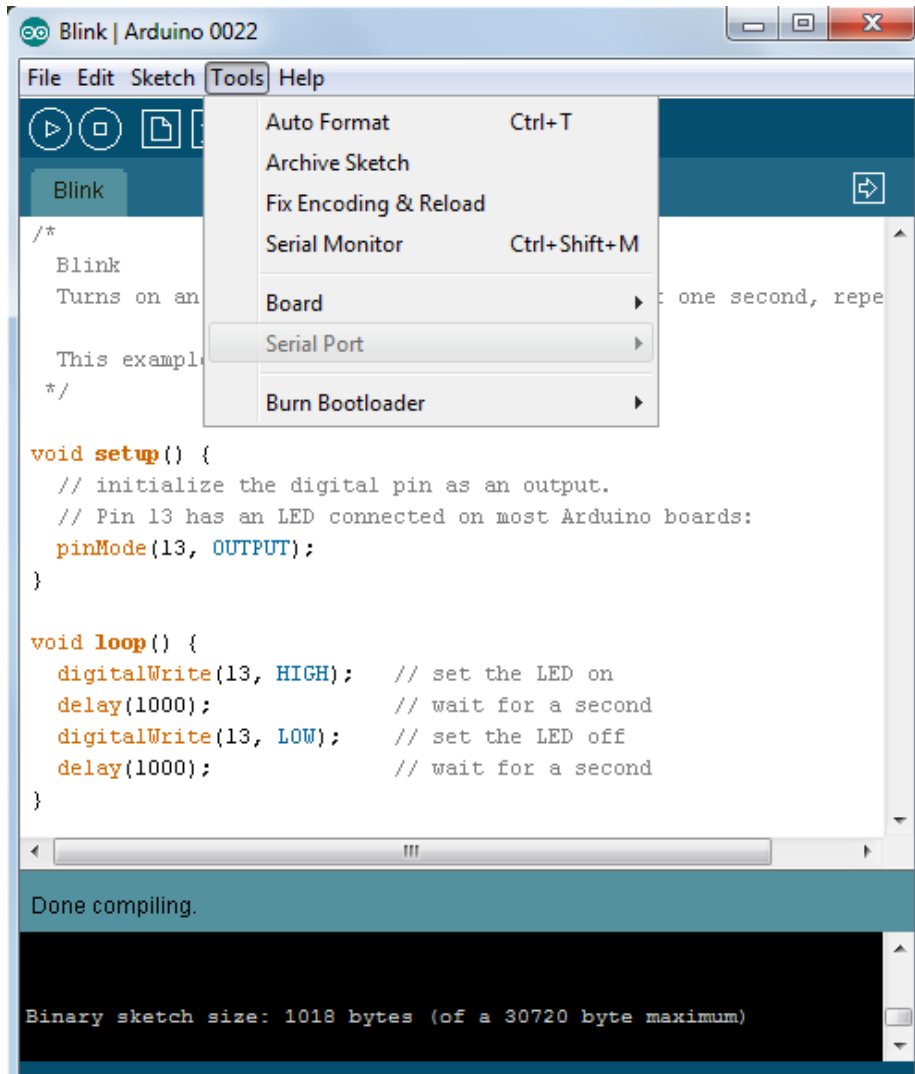 Blink | Arduino 0022
File Edit Sketch Tools Help
Auto Format Ctrl+T
Archive Sketch
Fix Encoding & Reload
Serial Monitor Ctrl+Shift+M
Board
Serial Port
Burn Bootloader
Blink
/*
  Blink
  Turns on an one second, repe
  This exampl
 */
void setup() {
  // initialize the digital pin as an output.
  // Pin 13 has an LED connected on most Arduino boards:
  pinMode(13, OUTPUT);
}
void loop() {
  digitalWrite(13, HIGH);   // set the LED on
  delay(1000);              // wait for a second
  digitalWrite(13, LOW);    // set the LED off
  delay(1000);              // wait for a second
}
Done compiling.
Binary sketch size: 1018 bytes (of a 30720 byte maximum)